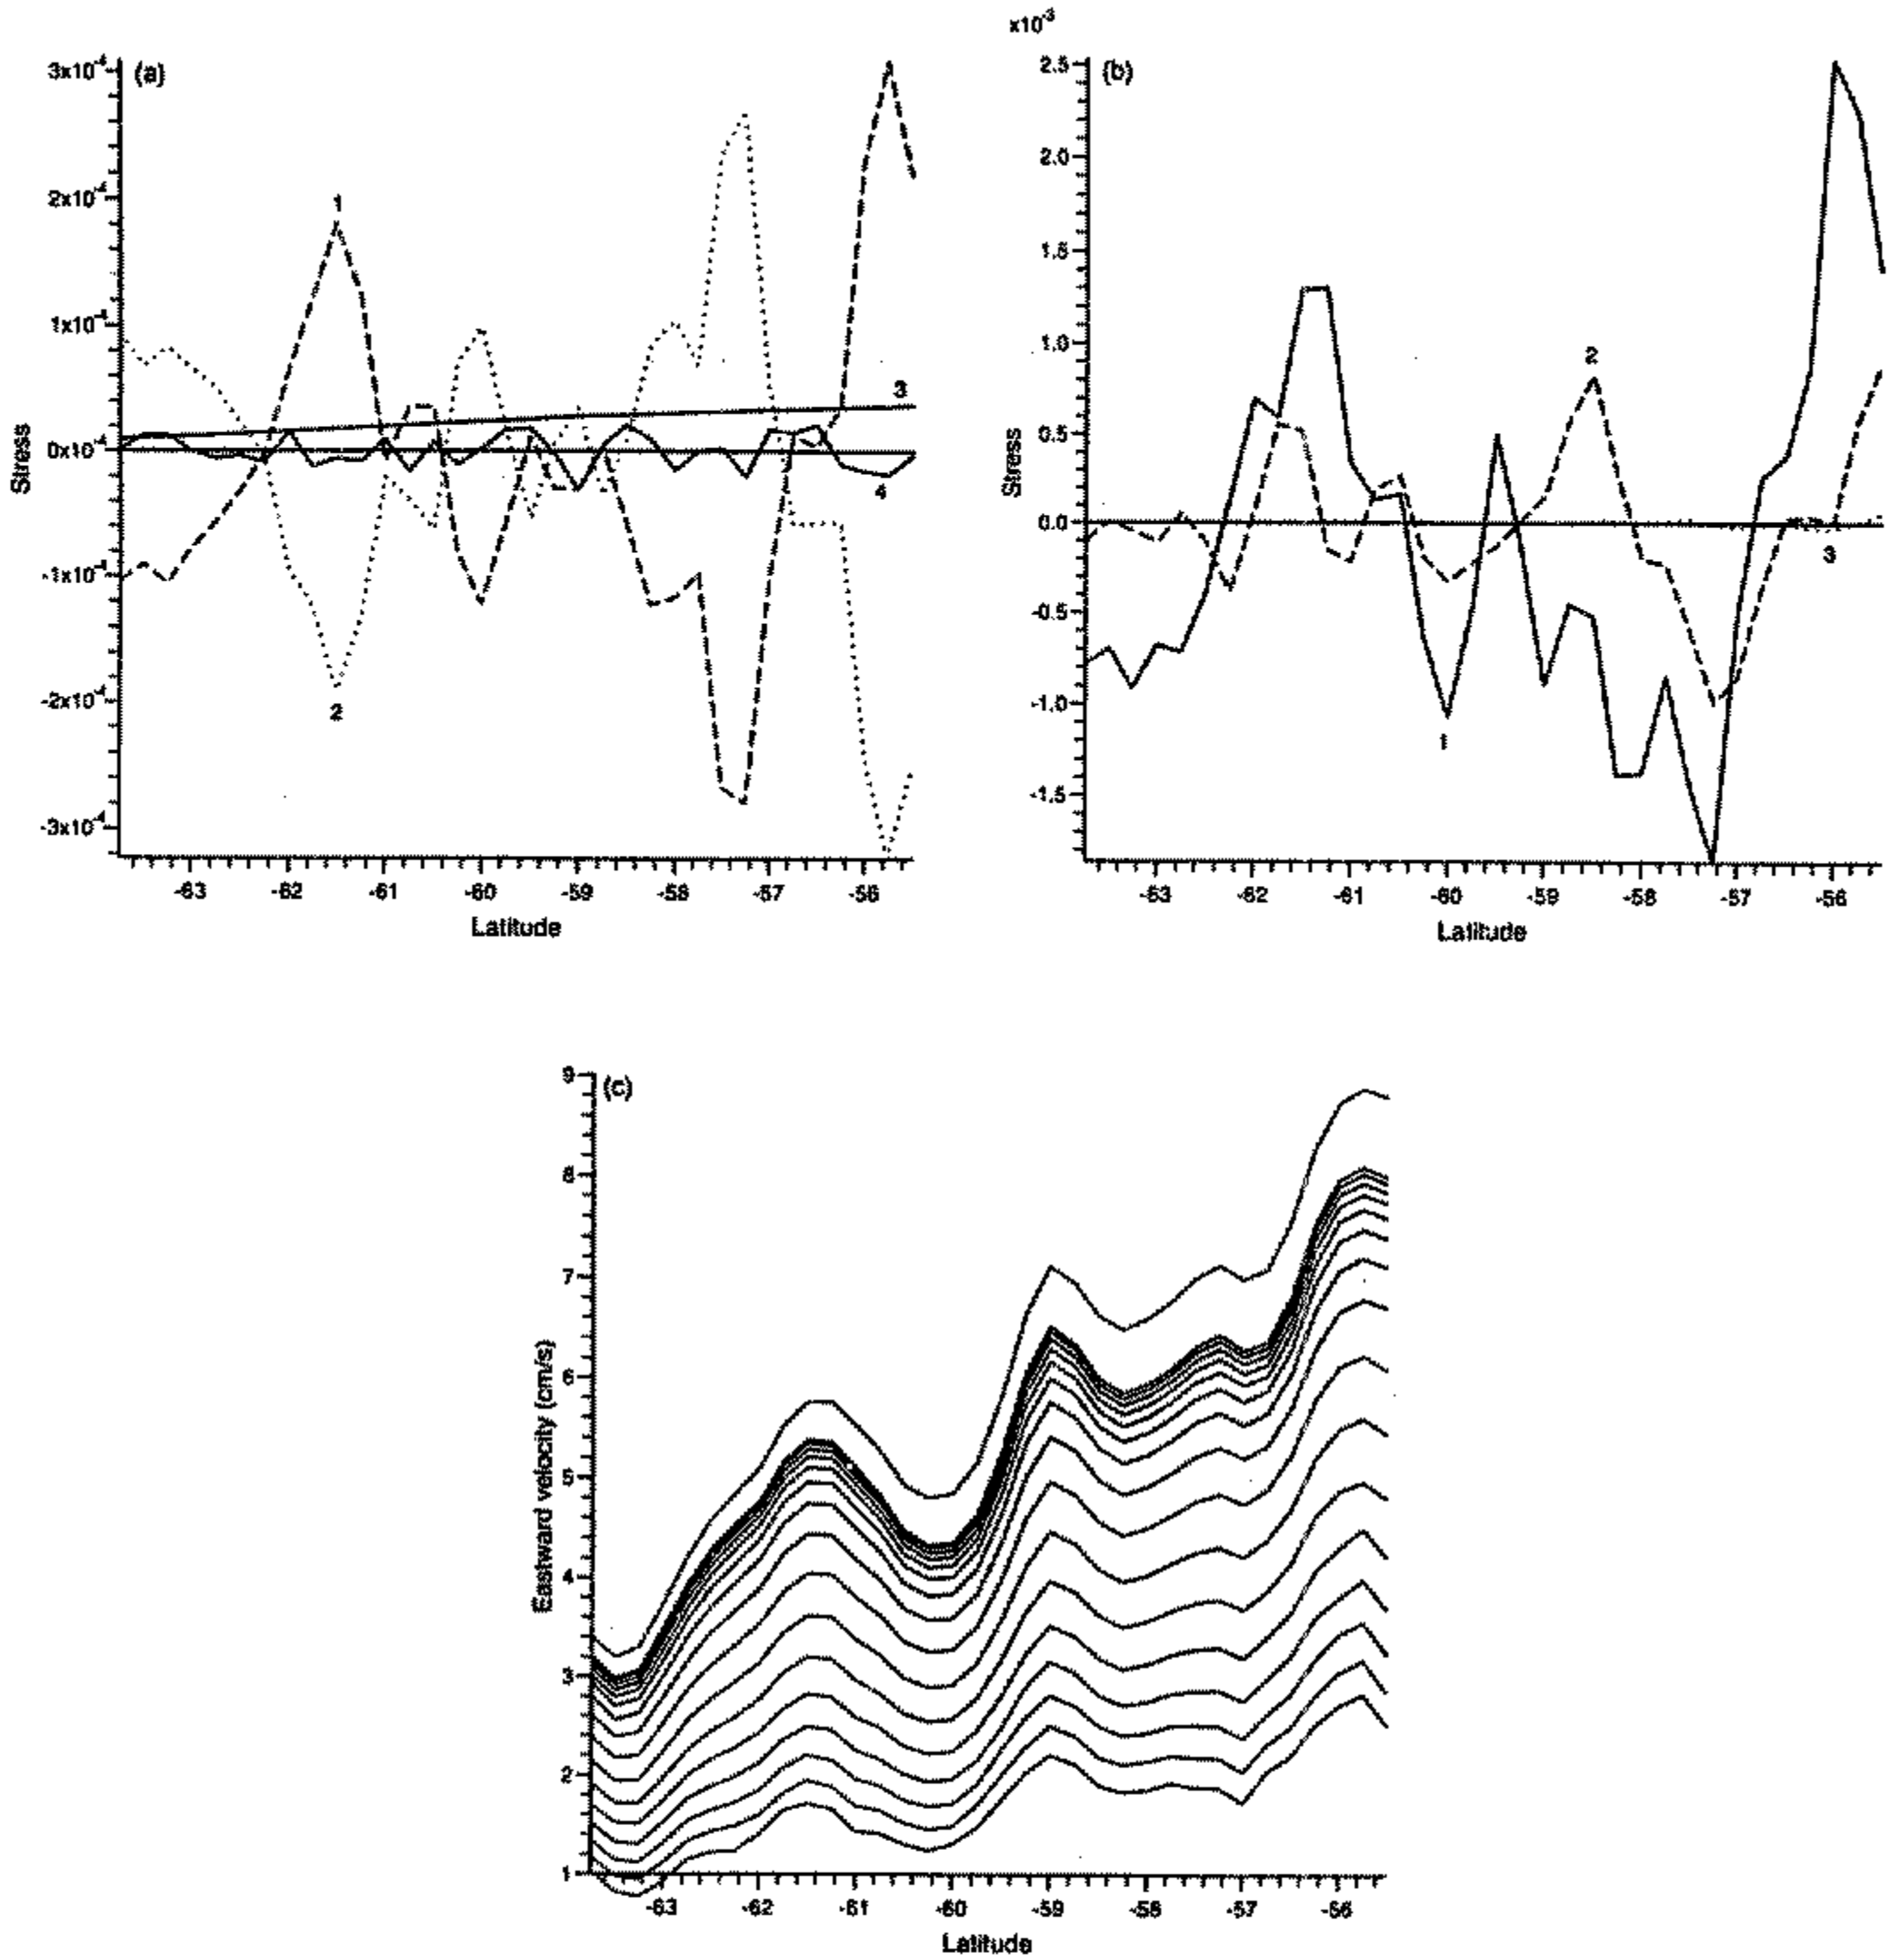 (a)
3x10⁻⁴
2x10⁻⁴
1x10⁻⁴
0x10
-1x10⁻⁴
-2x10⁻⁴
-3x10⁻⁴
Stress
1
2
3
4
-63 -62 -61 -60 -59 -58 -57 -56
Latitude
x10⁻³
(b)
2.5
2.0
1.5
1.0
0.5
0.0
-0.5
-1.0
-1.5
Stress
2
3
1
-63 -62 -61 -60 -59 -58 -57 -56
Latitude
(c)
9
8
7
6
5
4
3
2
1
Eastward velocity (cm/s)
-63 -62 -61 -60 -59 -58 -57 -56
Latitude